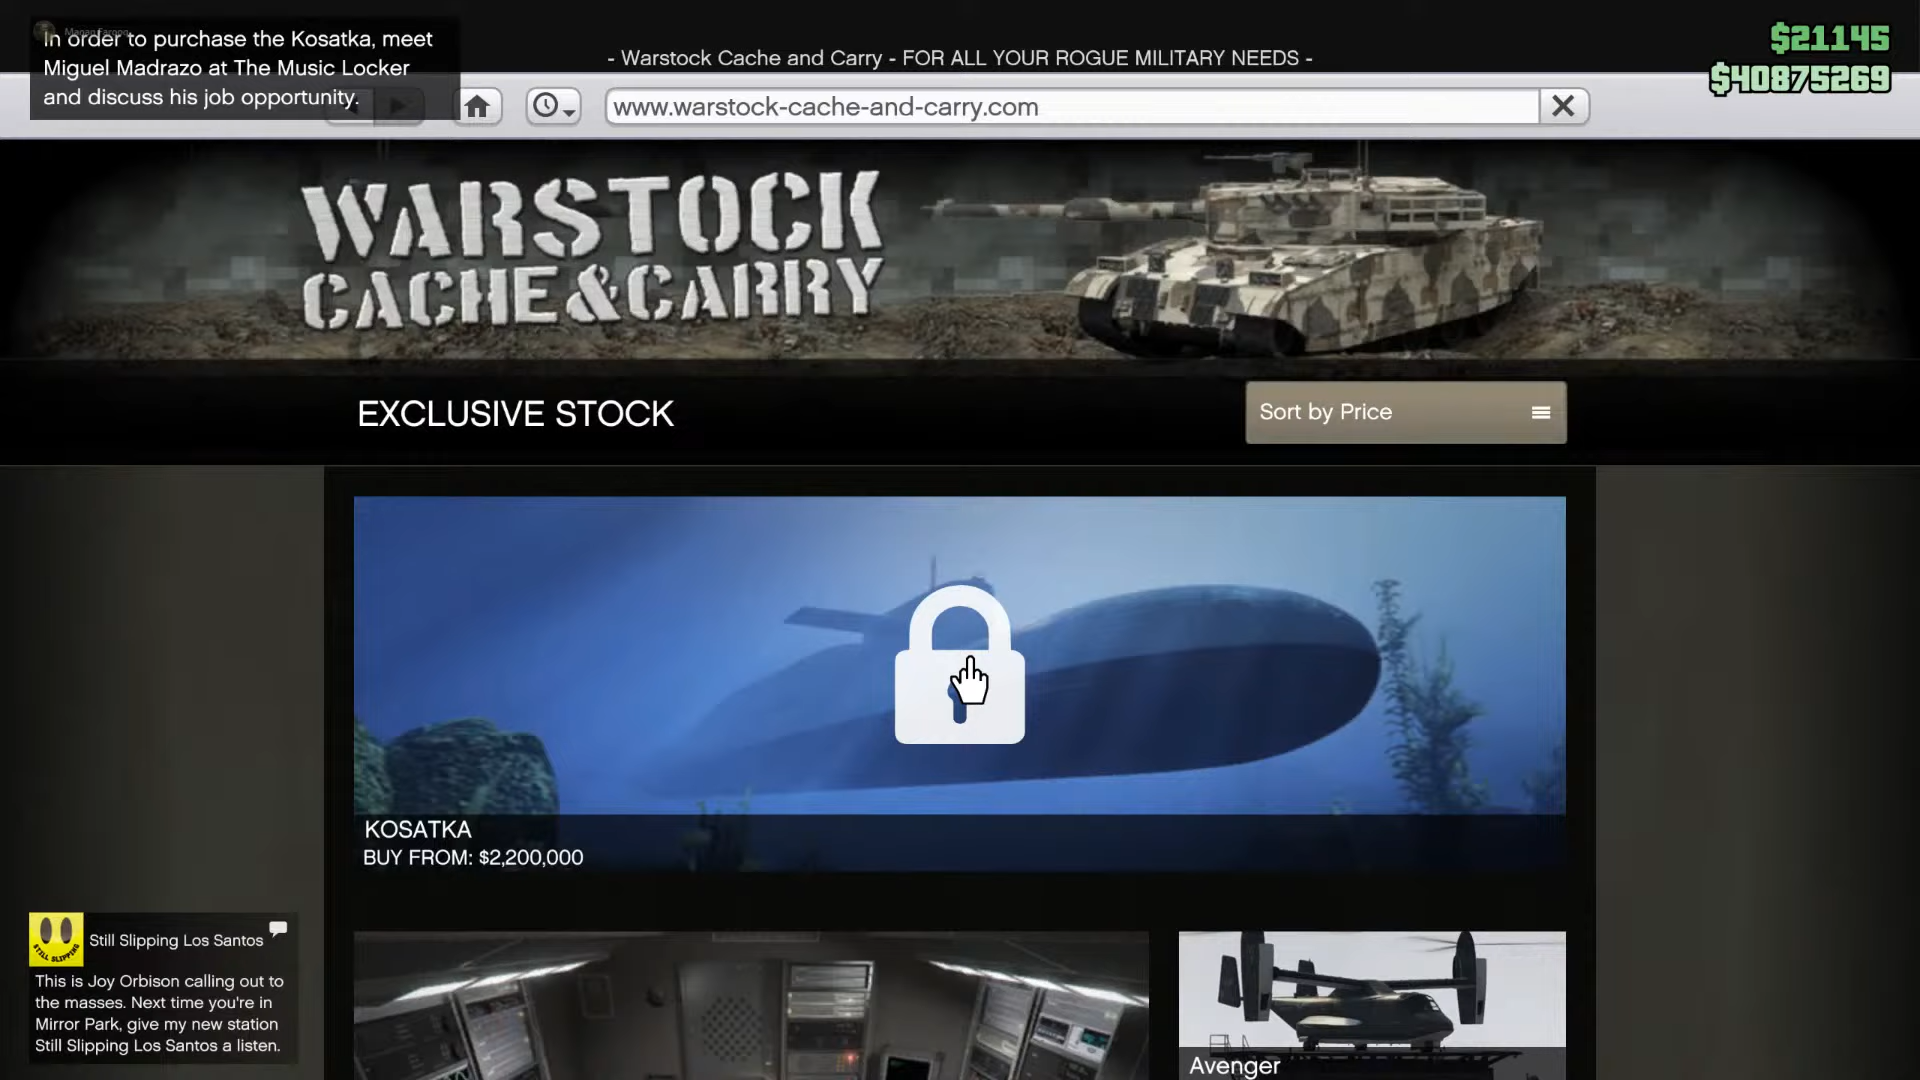 In order to purchase the Kosatka, meet
Miguel Madrazo at The Music Locker
and discuss his job opportunity.
- Warstock Cache and Carry - FOR ALL YOUR ROGUE MILITARY NEEDS -
$21145
$40875269
www.warstock-cache-and-carry.com
WARSTOCK
CACHE & CARRY
EXCLUSIVE STOCK
Sort by Price
KOSATKA
BUY FROM: $2,200,000
STILL SLIPPING
Still Slipping Los Santos
This is Joy Orbison calling out to
the masses. Next time you're in
Mirror Park, give my new station
Still Slipping Los Santos a listen.
Avenger